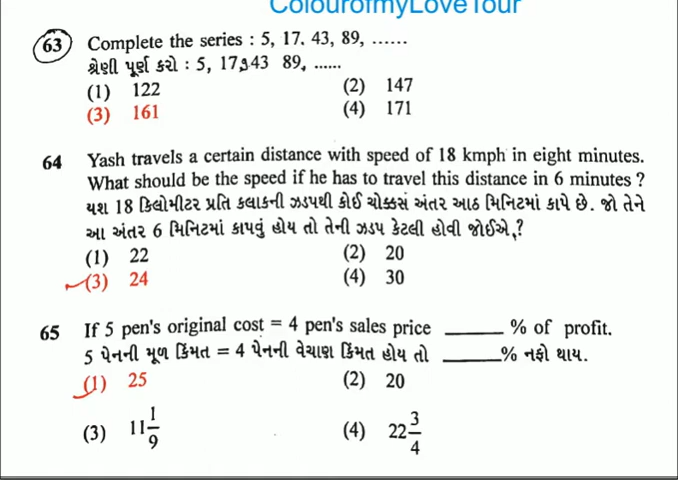 ColourofmyLoveTour
63 Complete the series : 5, 17. 43, 89, ......
શ્રેણી પૂર્ણ કરો : 5, 17, 43 89, ......
(1) 122 (2) 147
(3) 161 (4) 171
64 Yash travels a certain distance with speed of 18 kmph in eight minutes.
What should be the speed if he has to travel this distance in 6 minutes ?
યશ 18 કિલોમીટર પ્રતિ કલાકની ઝડપથી કોઈ ચોક્કસ અંતર આઠ મિનિટમાં કાપે છે. જો તેને
આ અંતર 6 મિનિટમાં કાપવું હોય તો તેની ઝડપ કેટલી હોવી જોઈએ ?
(1) 22 (2) 20
(3) 24 (4) 30
65 If 5 pen's original cost = 4 pen's sales price ______ % of profit.
5 પેનની મૂળ કિંમત = 4 પેનની વેચાણ કિંમત હોય તો ______% નફો થાય.
(1) 25 (2) 20
(3) 11 1/9 (4) 22 3/4